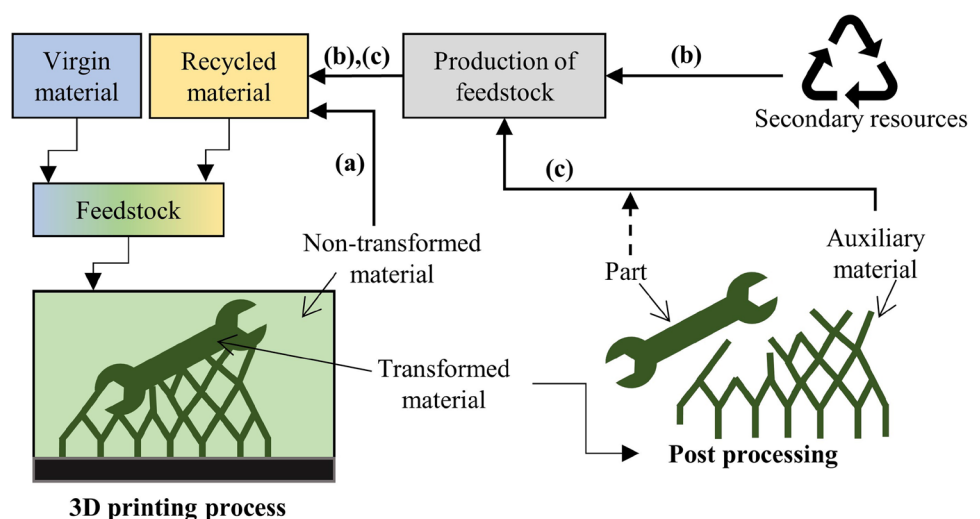 Virgin
material
Recycled
material
(b),(c)
Production of
feedstock
(b)
Secondary resources
(a)
(c)
Feedstock
Non-transformed
material
Part
Auxiliary
material
Transformed
material
Post processing
3D printing process